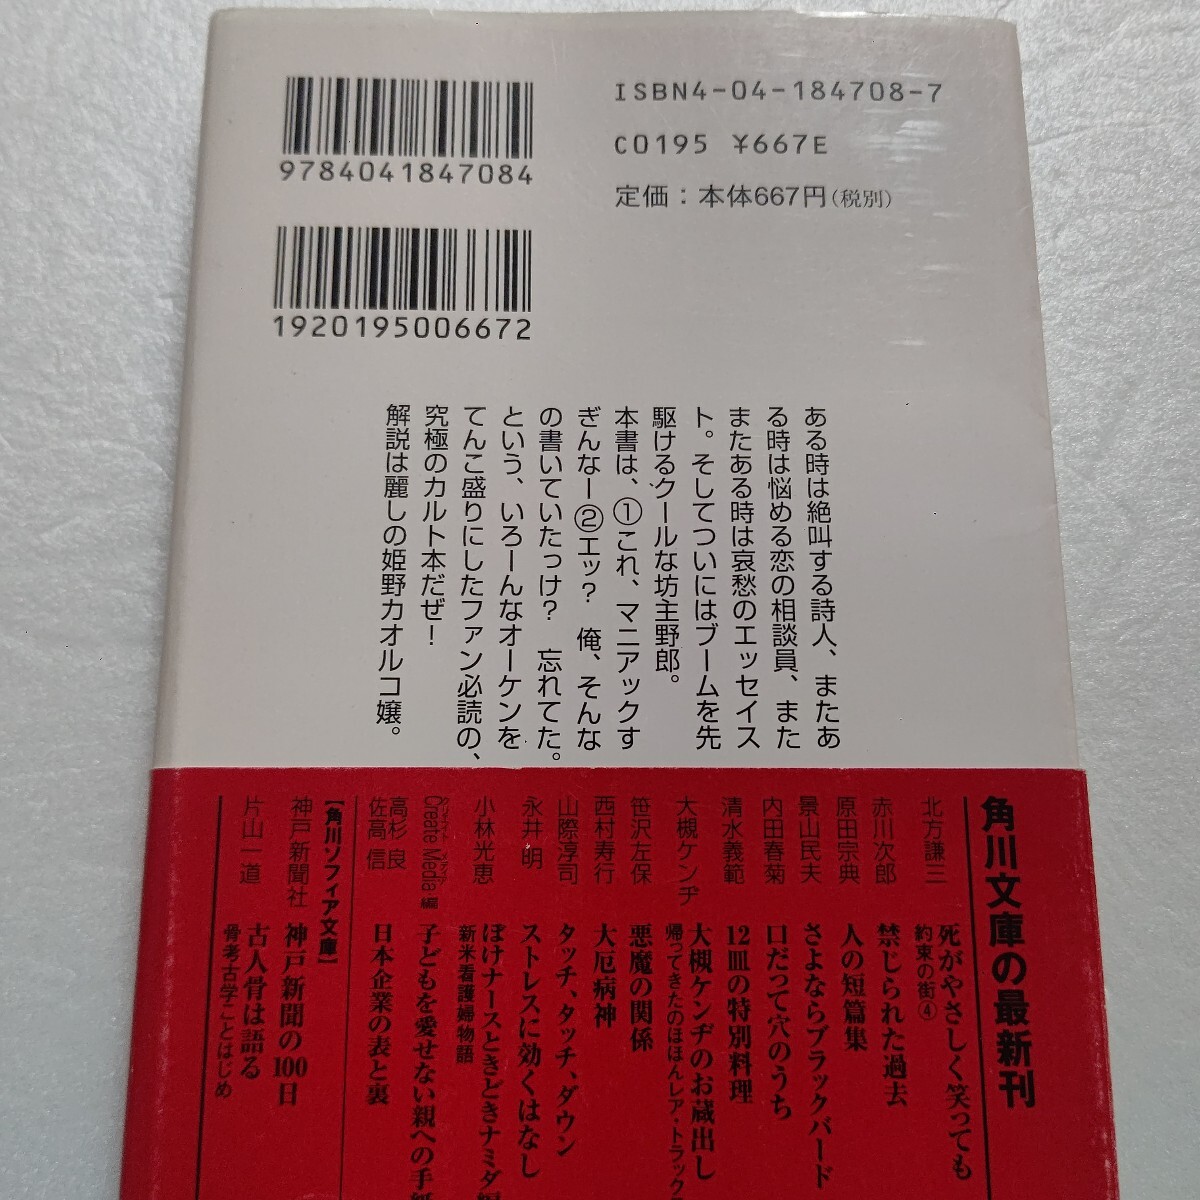 ISBN4-04-184708-7
C0195 ¥667E
定価：本体667円(税別)
9784041847084
1920195006672
ある時は絶叫する詩人、またあ
る時は悩める恋の相談員、また
またある時は哀愁のエッセイス
ト。そしてついにはブームを先
駆けるクールな坊主野郎。
本書は、①これ、マニアックす
ぎんなー②エッ？　俺、そんな
の書いていたっけ？　忘れてた。
という、いろーんなオーケンを
てんこ盛りにしたファン必読の、
究極のカルト本だぜ！
解説は麗しの姫野カオルコ嬢。
角川文庫の最新刊
北方謙三　死がやさしく笑っても
約束の街④
赤川次郎　禁じられた過去
原田宗典　人の短篇集
景山民夫　さよならブラックバード
内田春菊　口だって穴のうち
清水義範　12皿の特別料理
大槻ケンヂ　大槻ケンヂのお蔵出し
帰ってきたのほほんレア・トラック
笹沢左保　悪魔の関係
西村寿行　大厄病神
山際淳司　タッチ、タッチ、ダウン
永井明　ストレスに効くはなし
小林光恵　ぼけナースときどきナミダ編
新米看護婦物語
クリエイト メディア
Create Media編　子どもを愛せない親への手紙
高杉良
佐高信　日本企業の表と裏
【角川ソフィア文庫】
神戸新聞社　神戸新聞の100日
片山一道　古人骨は語る
骨考古学ことはじめ